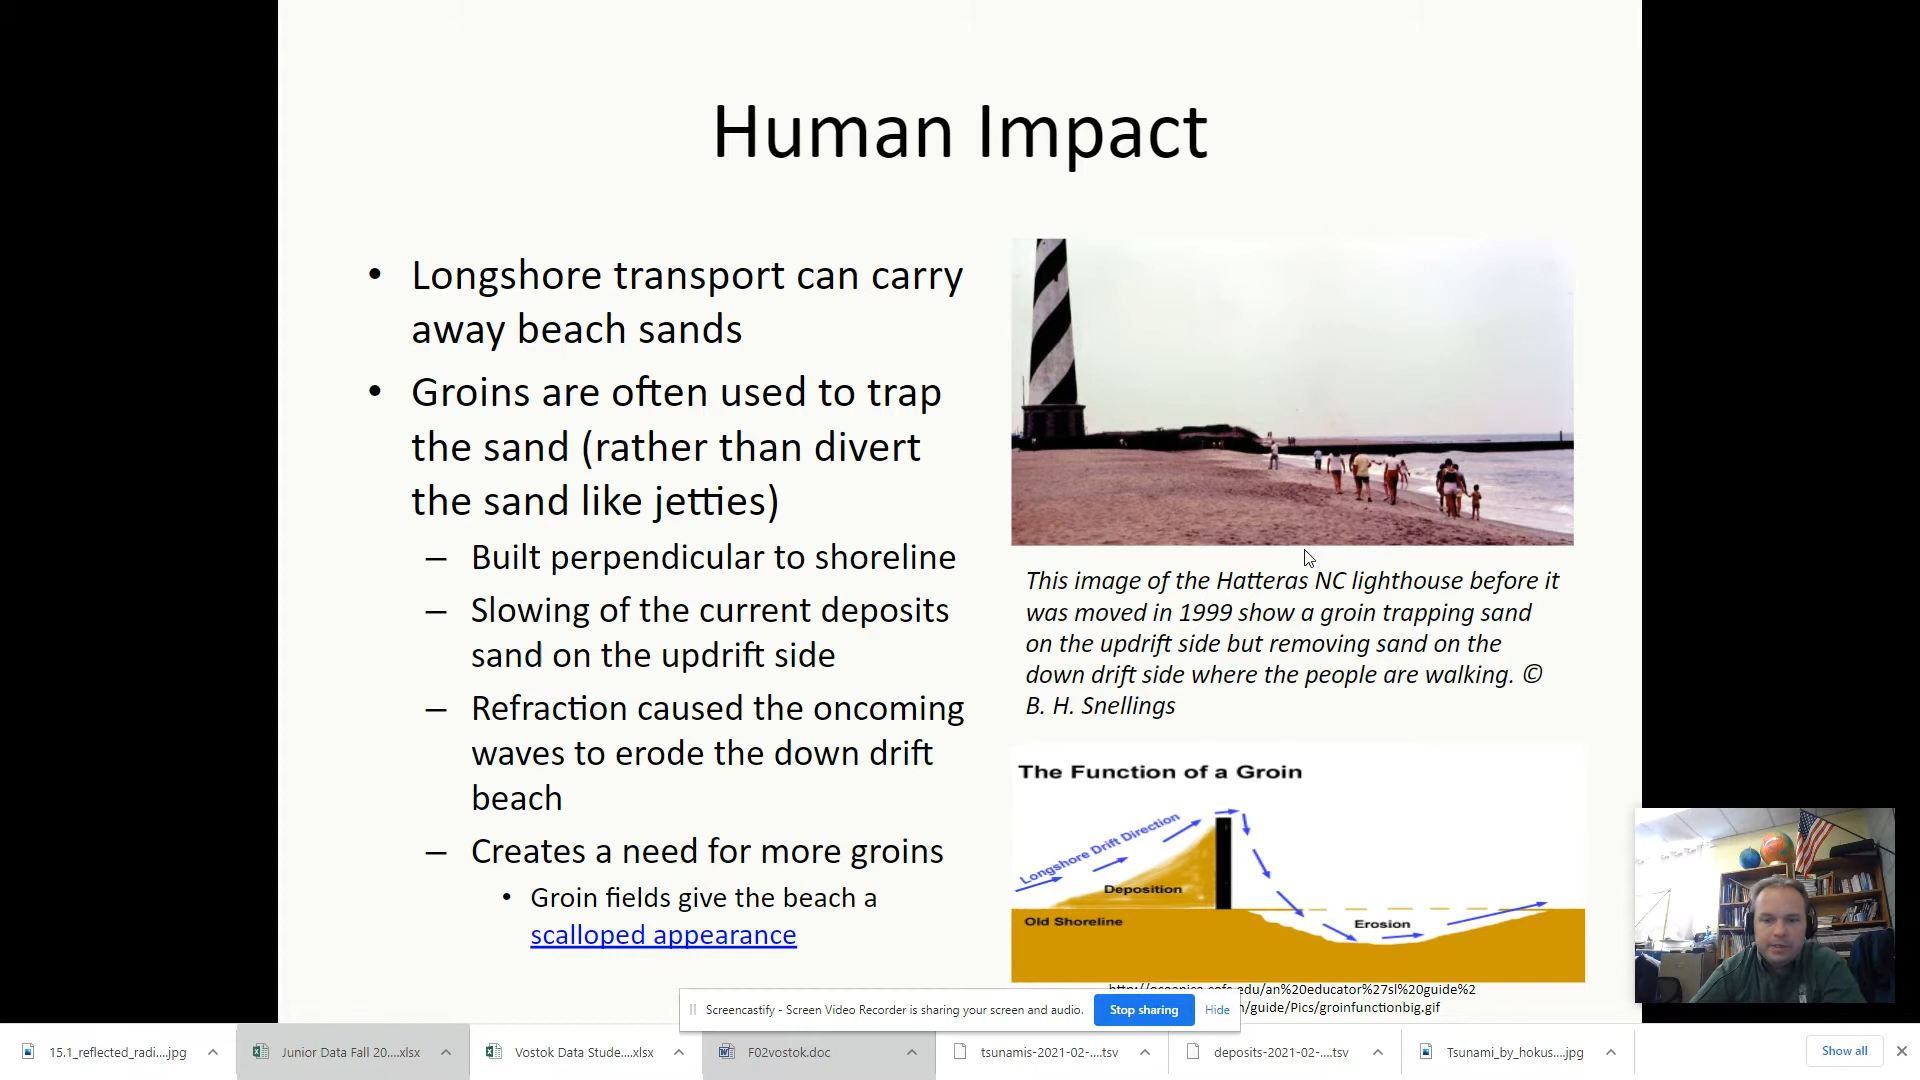 Human Impact
• Longshore transport can carry
away beach sands
• Groins are often used to trap
the sand (rather than divert
the sand like jetties)
– Built perpendicular to shoreline
– Slowing of the current deposits
sand on the updrift side
– Refraction caused the oncoming
waves to erode the down drift
beach
– Creates a need for more groins
• Groin fields give the beach a
scalloped appearance
This image of the Hatteras NC lighthouse before it
was moved in 1999 show a groin trapping sand
on the updrift side but removing sand on the
down drift side where the people are walking. ©
B. H. Snellings
The Function of a Groin
Longshore Drift Direction
Deposition
Old Shoreline
Erosion
.edu/an%20educator%27sl%20guide%2
n/guide/Pics/groinfunctionbig.gif
Screencastify - Screen Video Recorder is sharing your screen and audio.
Stop sharing
Hide
15.1_reflected_radi....jpg
Junior Data Fall 20....xlsx
Vostok Data Stude....xlsx
F02vostok.doc
tsunamis-2021-02-....tsv
deposits-2021-02-....tsv
Tsunami_by_hokus....jpg
Show all